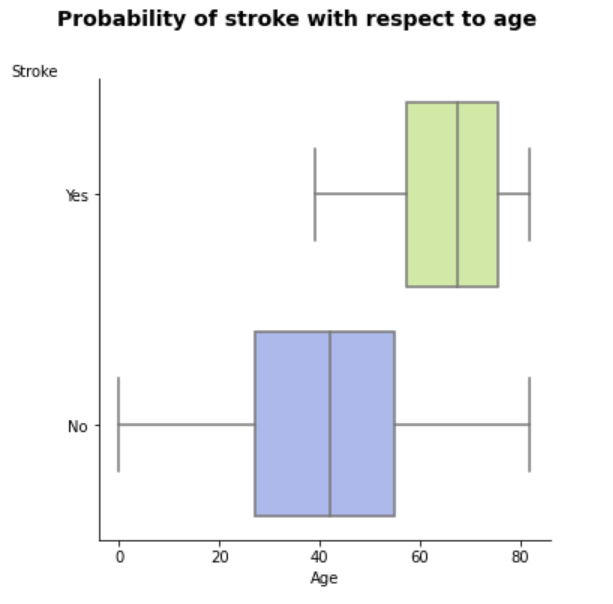 Probability of stroke with respect to age
Stroke
Yes
No
0 20 40 60 80
Age